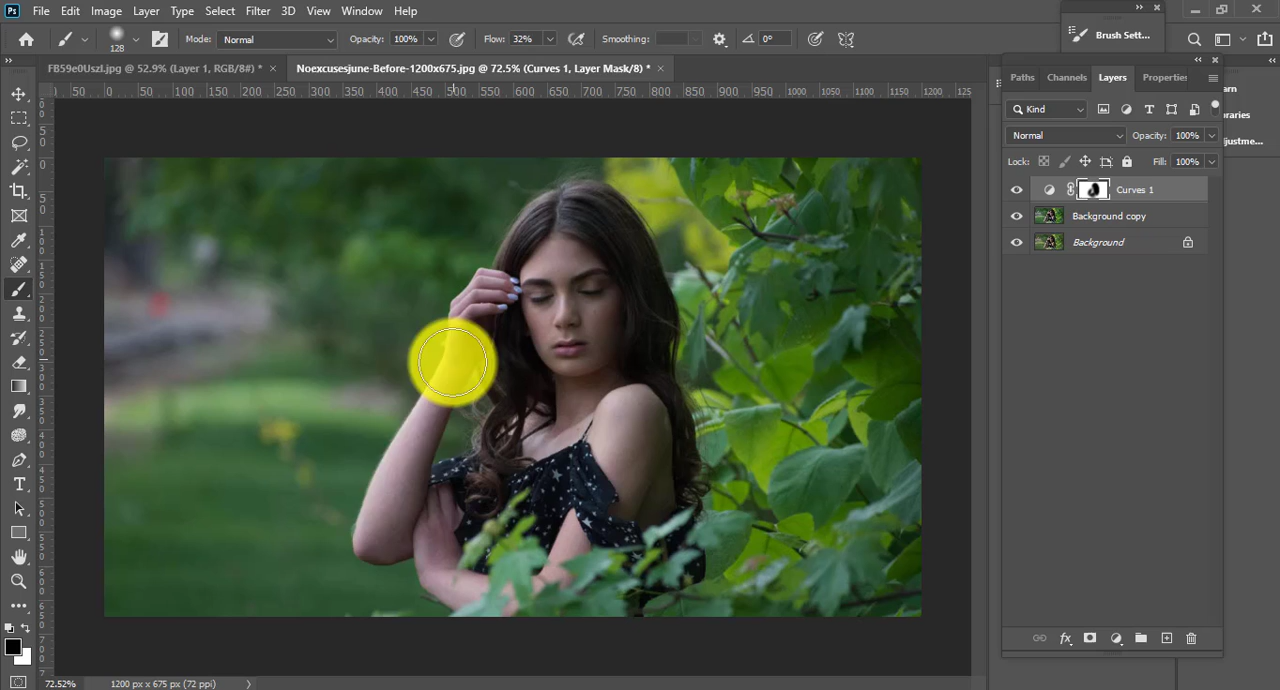 Ps File Edit Image Layer Type Select Filter 3D View Window Help
128 Mode: Normal Opacity: 100% Flow: 32% Smoothing: 0°
Brush Sett...
FB59e0UszI.jpg @ 52.9% (Layer 1, RGB/8#) * ×
Noexcusesjune-Before-1200x675.jpg @ 72.5% (Curves 1, Layer Mask/8) * ×
50 0 50 100 150 200 250 300 350 400 450 500 550 600 650 700 750 800 850 900 950 1000 1050 1100 1150 1200 125
Paths Channels Layers Properties
Kind
Normal Opacity: 100%
Lock: Fill: 100%
Curves 1
Background copy
Background
arn
raries
justme...
72.52% 1200 px x 675 px (72 ppi)